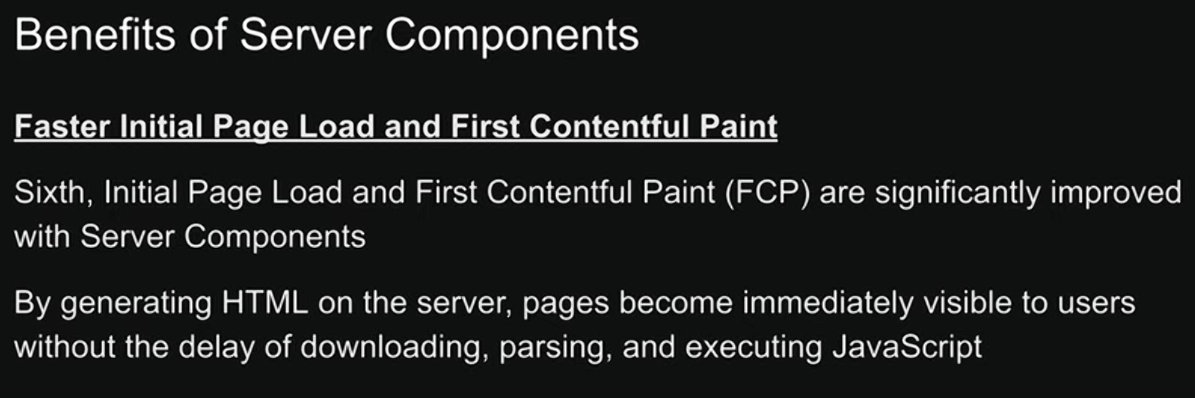 Benefits of Server Components
Faster Initial Page Load and First Contentful Paint
Sixth, Initial Page Load and First Contentful Paint (FCP) are significantly improved
with Server Components
By generating HTML on the server, pages become immediately visible to users
without the delay of downloading, parsing, and executing JavaScript